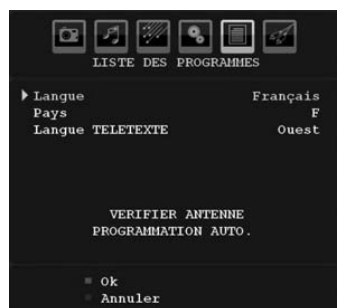 LISTE DES PROGRAMMES
Langue Français
Pays F
Langue TELETEXTE Ouest
VERIFIER ANTENNE
PROGRAMMATION AUTO.
Ok
Annuler